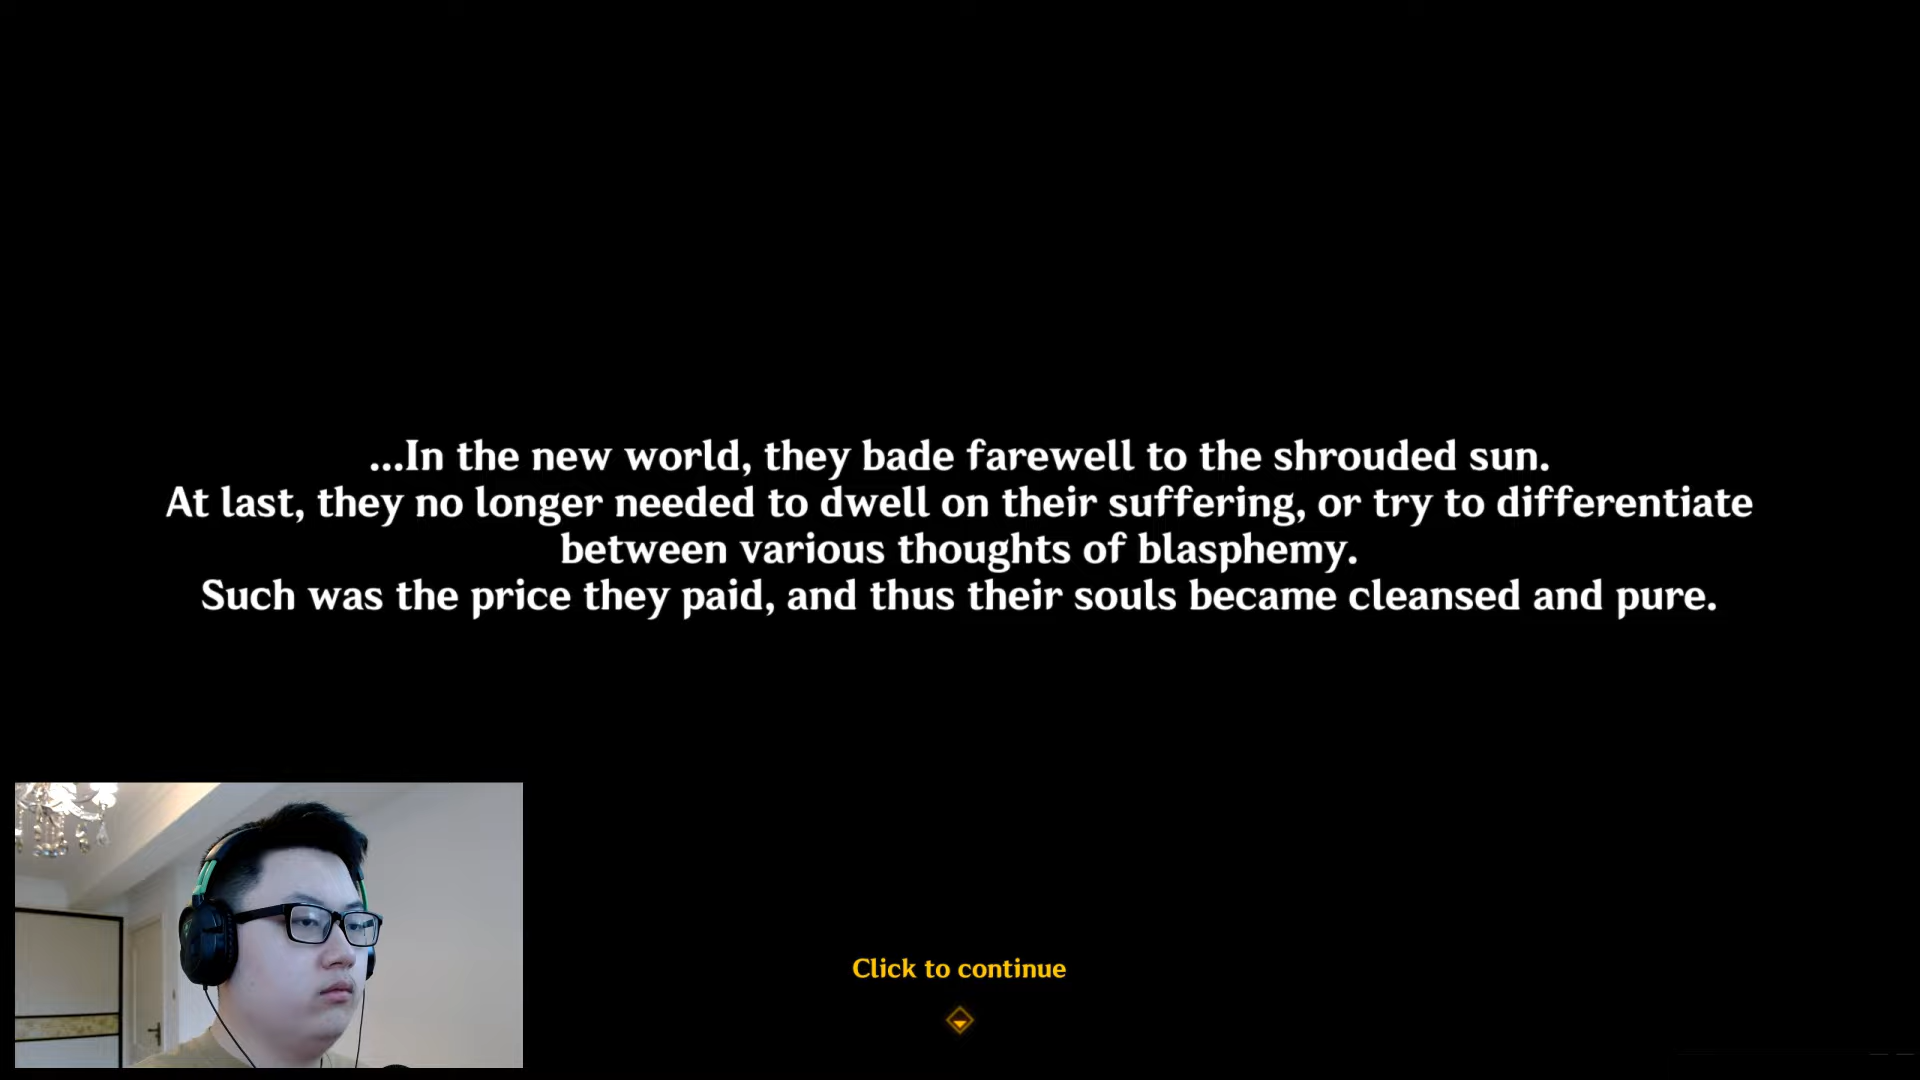 ...In the new world, they bade farewell to the shrouded sun.
At last, they no longer needed to dwell on their suffering, or try to differentiate
between various thoughts of blasphemy.
Such was the price they paid, and thus their souls became cleansed and pure.
Click to continue